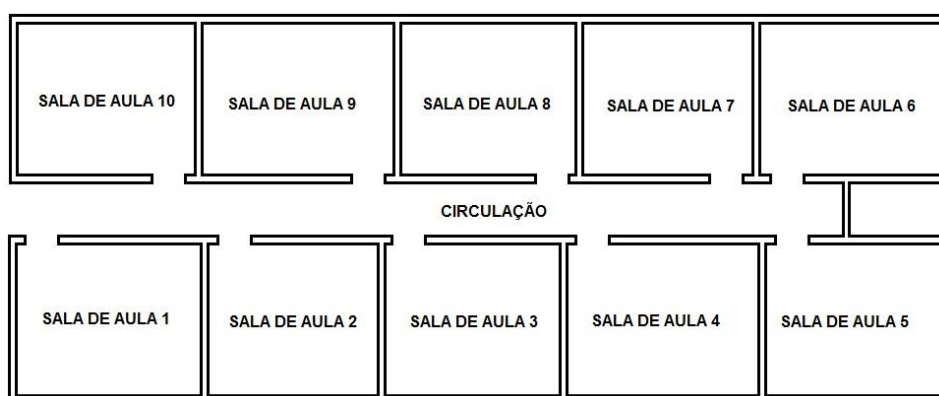 SALA DE AULA 10
SALA DE AULA 9
SALA DE AULA 8
SALA DE AULA 7
SALA DE AULA 6
CIRCULAÇÃO
SALA DE AULA 1
SALA DE AULA 2
SALA DE AULA 3
SALA DE AULA 4
SALA DE AULA 5